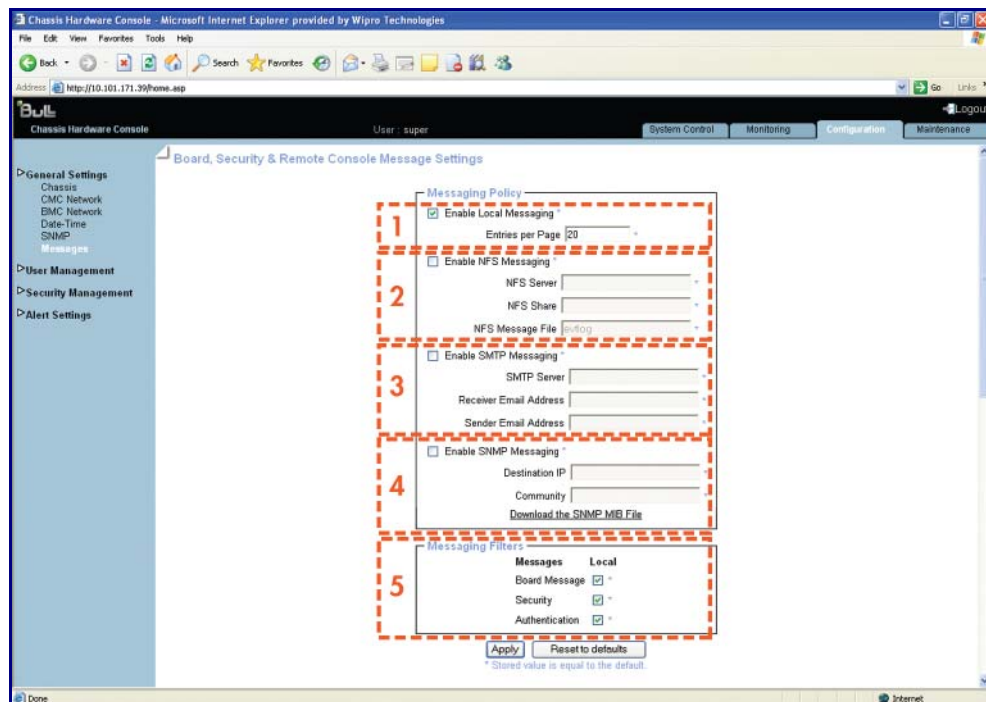 Chassis Hardware Console - Microsoft Internet Explorer provided by Wipro Technologies
File Edit View Favorites Tools Help
Back Search Favorites
Address http://10.101.171.39/home.asp Go Links
Bull Logou
Chassis Hardware Console User : super System Control Monitoring Configuration Maintenance
Board, Security & Remote Console Message Settings
General Settings
Chassis
CMC Network
BMC Network
Date-Time
SNMP
Messages
User Management
Security Management
Alert Settings
Messaging Policy
1
Enable Local Messaging *
Entries per Page 20 *
2
Enable NFS Messaging *
NFS Server *
NFS Share *
NFS Message File evtlog *
3
Enable SMTP Messaging *
SMTP Server *
Receiver Email Address *
Sender Email Address *
4
Enable SNMP Messaging *
Destination IP *
Community *
Download the SNMP MIB File
Messaging Filters
5
Messages Local
Board Message *
Security *
Authentication *
Apply Reset to defaults
* Stored value is equal to the default.
Done Internet